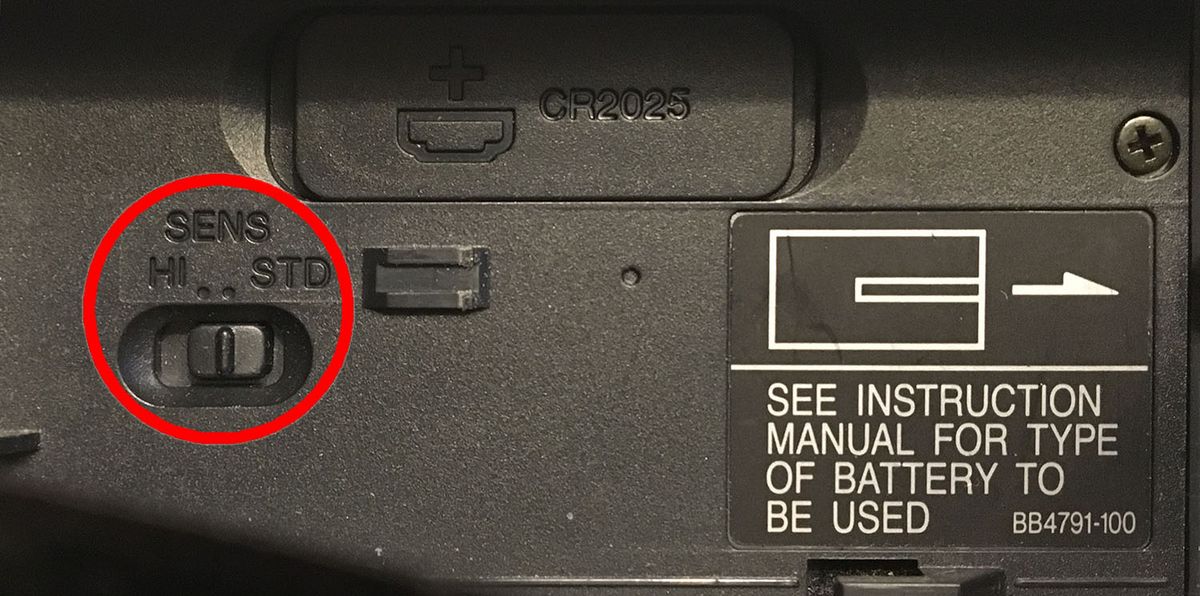 CR2025
SENS
HI STD
SEE INSTRUCTION
MANUAL FOR TYPE
OF BATTERY TO
BE USED BB4791-100